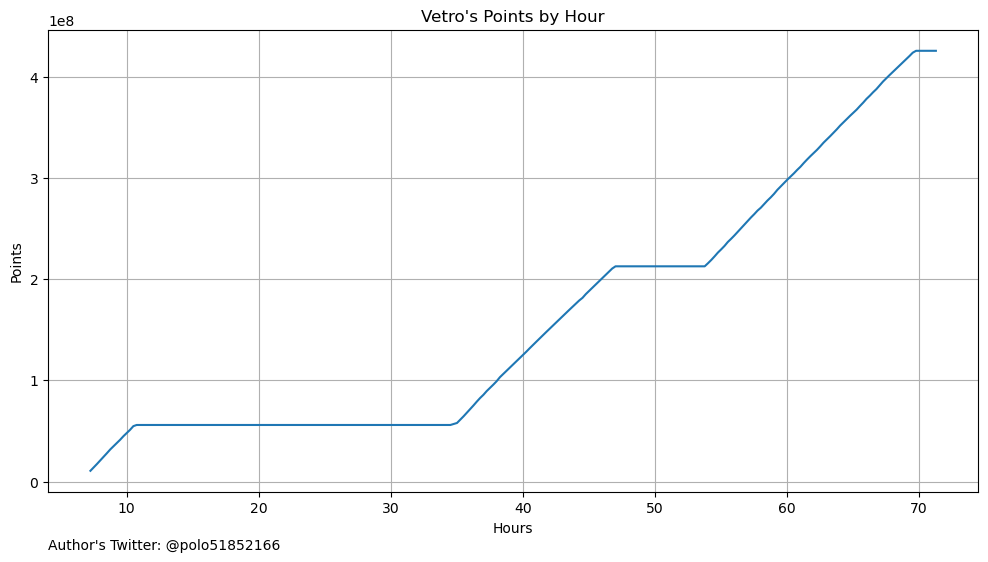 Vetro's Points by Hour
1e8
4
3
2
1
0
Points
10 20 30 40 50 60 70
Hours
Author's Twitter: @polo51852166